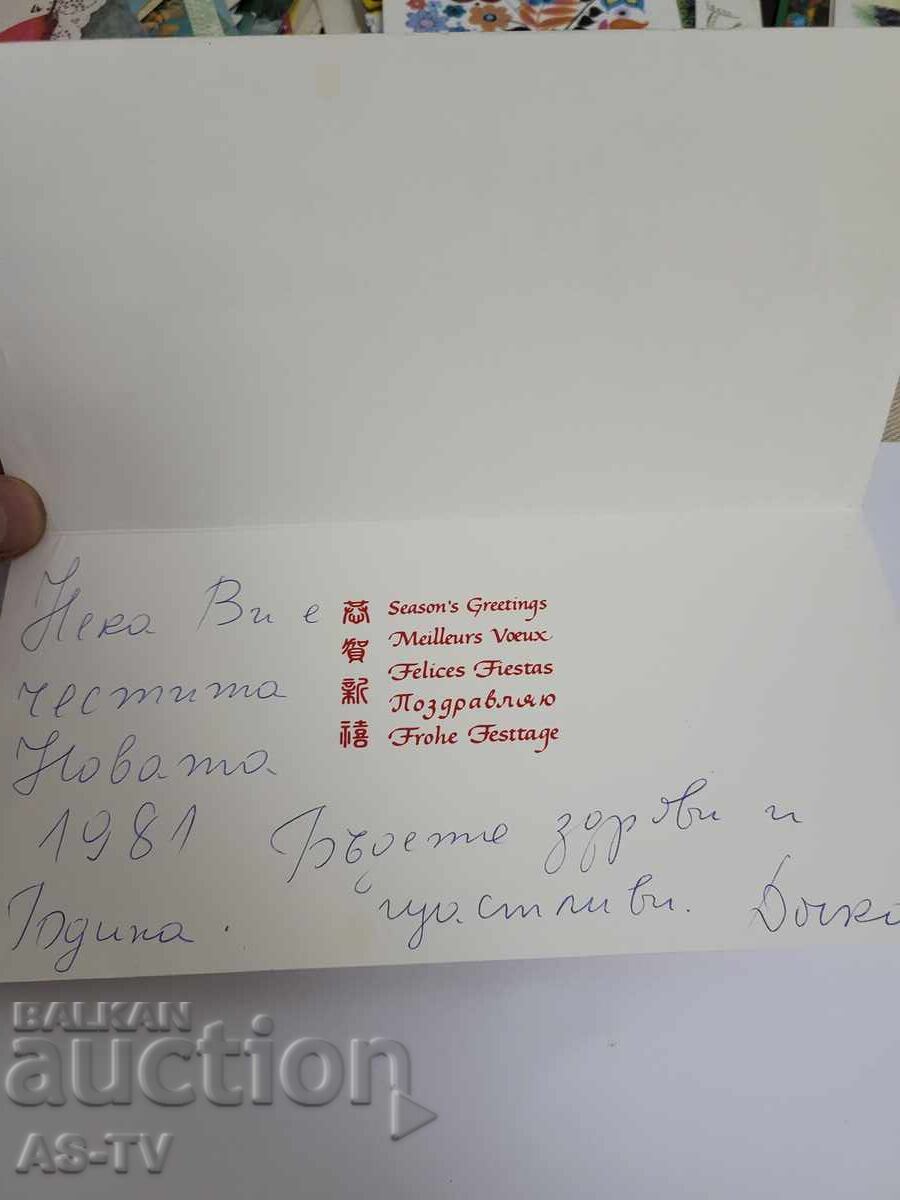 Нека Ви е
честита
Новата
1981
Година.
Бъдете здрави и
щастливи.
恭賀新禧
Season's Greetings
Meilleurs Vœux
Felices Fiestas
Поздравляю
Frohe Festtage
BALKAN
auction
AS-TV